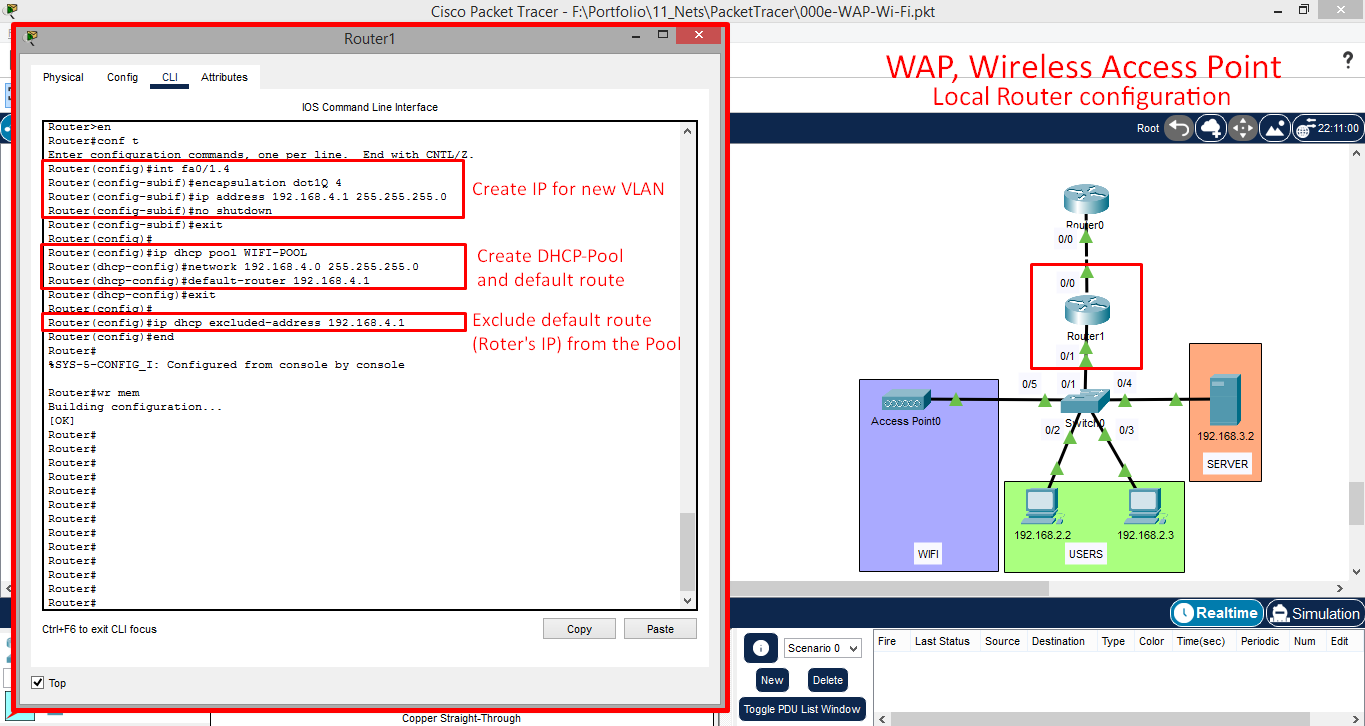 Cisco Packet Tracer - F:\Portfolio\11_Nets\PacketTracer\000e-WAP-Wi-Fi.pkt
Router1
Physical
Config
CLI
Attributes
IOS Command Line Interface
Router>en
Router#conf t
Enter configuration commands, one per line.  End with CNTL/Z.
Router(config)#int fa0/1.4
Router(config-subif)#encapsulation dot1Q 4
Router(config-subif)#ip address 192.168.4.1 255.255.255.0
Router(config-subif)#no shutdown
Router(config-subif)#exit
Router(config)#
Router(config)#ip dhcp pool WIFI-POOL
Router(dhcp-config)#network 192.168.4.0 255.255.255.0
Router(dhcp-config)#default-router 192.168.4.1
Router(dhcp-config)#exit
Router(config)#
Router(config)#ip dhcp excluded-address 192.168.4.1
Router(config)#end
Router#
%SYS-5-CONFIG_I: Configured from console by console
Router#wr mem
Building configuration...
[OK]
Router#
Router#
Router#
Router#
Router#
Router#
Router#
Router#
Router#
Router#
Router#
Router#
Router#
Create IP for new VLAN
Create DHCP-Pool
and default route
Exclude default route
(Roter's IP) from the Pool
Ctrl+F6 to exit CLI focus
Copy
Paste
Top
Copper Straight-Through
WAP, Wireless Access Point
Local Router configuration
?
Root
22:11:00
Router0
0/0
0/0
Router1
0/1
0/5
0/1
0/4
Access Point0
Switch0
0/2
0/3
192.168.3.2
SERVER
192.168.2.2
192.168.2.3
WIFI
USERS
Realtime
Simulation
Scenario 0
New
Delete
Toggle PDU List Window
Fire
Last Status
Source
Destination
Type
Color
Time(sec)
Periodic
Num
Edit